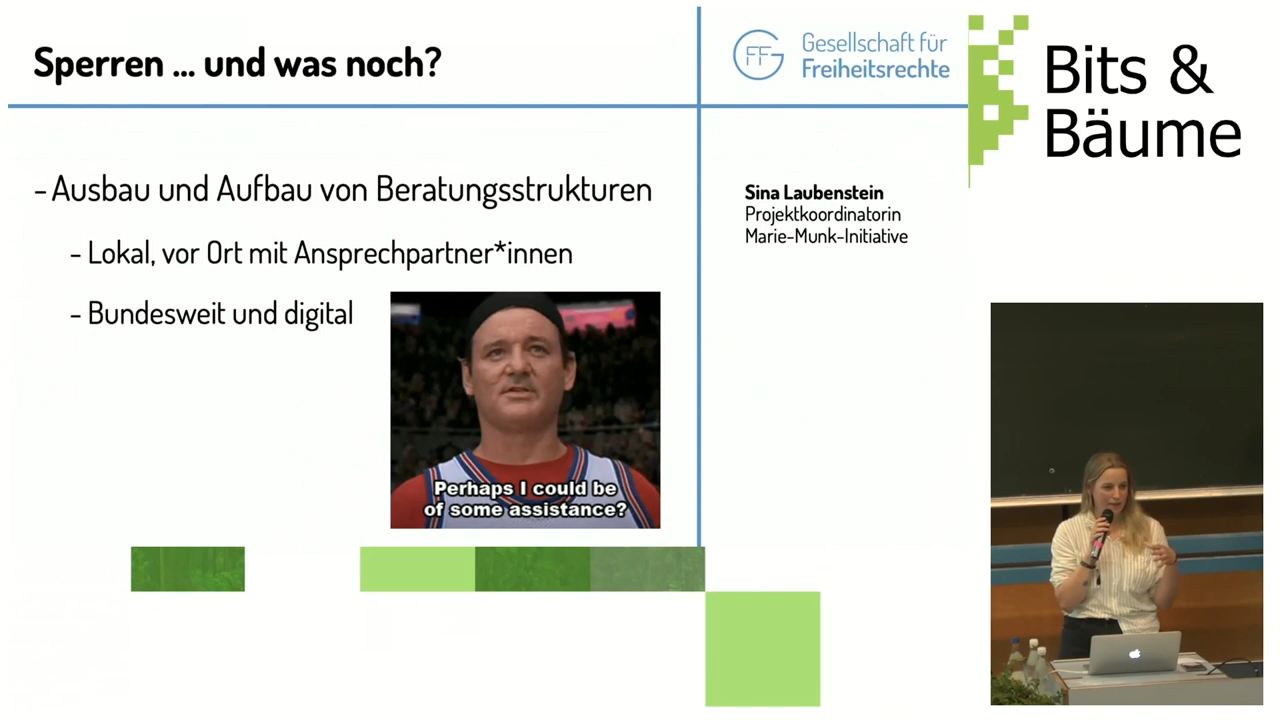 Sperren ... und was noch?
Gesellschaft für
Freiheitsrechte
GFF
Bits &
Bäume
- Ausbau und Aufbau von Beratungsstrukturen
- Lokal, vor Ort mit Ansprechpartner*innen
- Bundesweit und digital
Perhaps I could be
of some assistance?
Sina Laubenstein
Projektkoordinatorin
Marie-Munk-Initiative